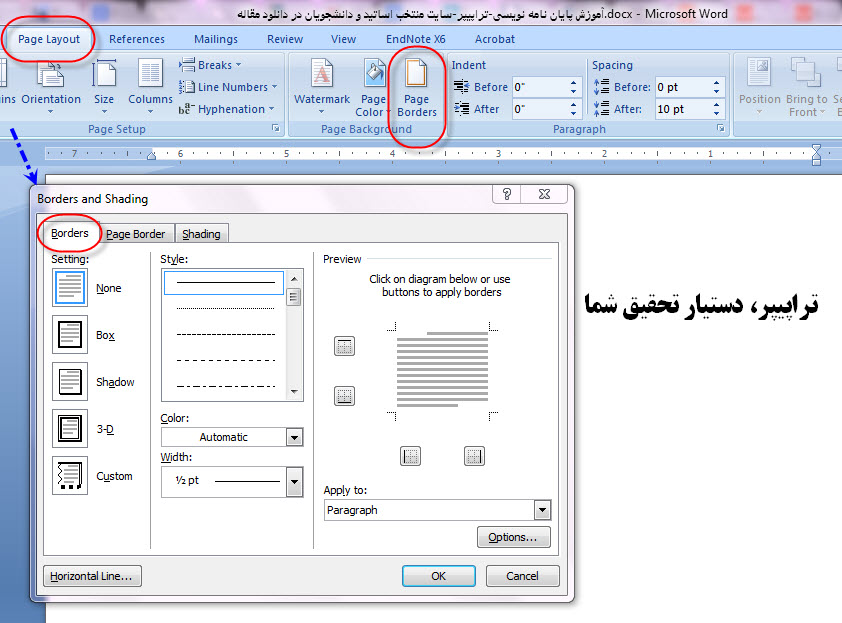 آموزش پایان نامه نویسی-تراپیپر-سایت منتخب اساتید و دانشجویان در دانلود مقاله.docx - Microsoft Word
Page Layout References Mailings Review View EndNote X6 Acrobat
Orientation Size Columns
Breaks
Line Numbers
Hyphenation
Page Setup
Watermark Page Color Page Borders
Page Background
Indent
Before 0"
After 0"
Spacing
Before: 0 pt
After: 10 pt
Paragraph
Position Bring to Front
7 6 5 4 3 2 1
Borders and Shading
Borders Page Border Shading
Setting:
None
Box
Shadow
3-D
Custom
Style:
Color:
Automatic
Width:
½ pt
Preview
Click on diagram below or use
buttons to apply borders
Apply to:
Paragraph
Options...
Horizontal Line... OK Cancel
تراپیپر، دستیار تحقیق شما